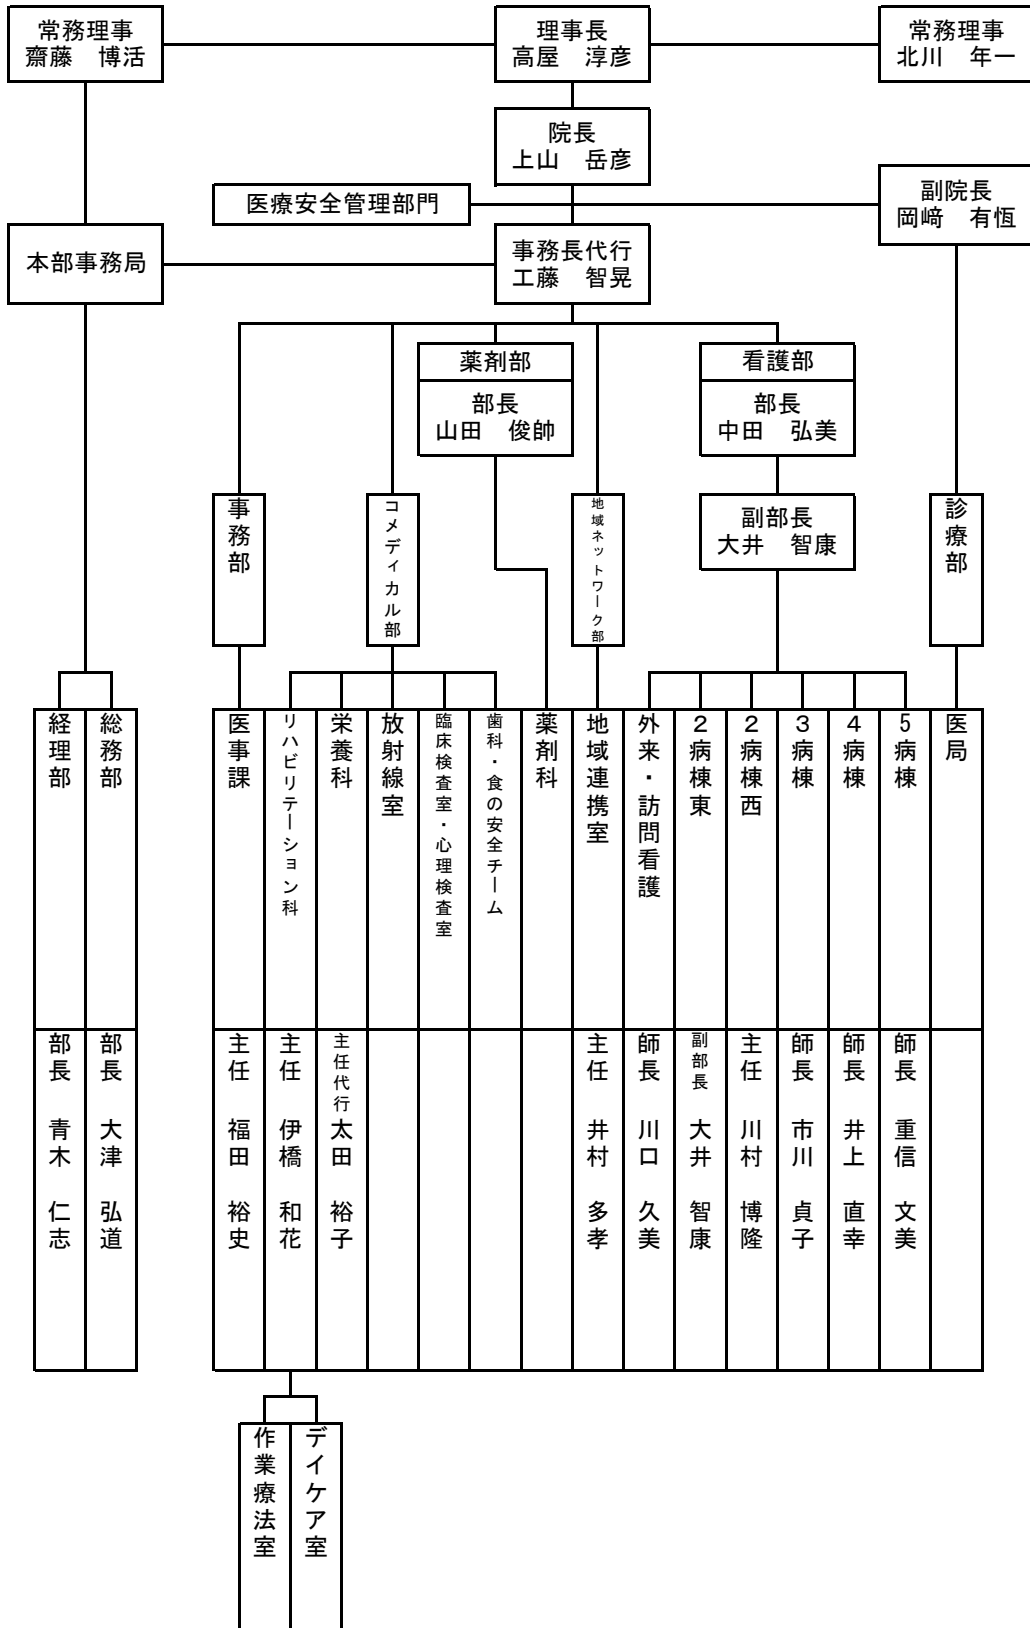 常務理事
齋藤　博活
理事長
高屋　淳彦
常務理事
北川　年一
院長
上山　岳彦
医療安全管理部門
副院長
岡﨑　有恆
本部事務局
事務長代行
工藤　智晃
薬剤部
部長
山田　俊帥
看護部
部長
中田　弘美
事務部
コメディカル部
地域ネットワーク部
副部長
大井　智康
診療部
経理部
総務部
医事課
リハビリテーション科
栄養科
放射線室
臨床検査室・心理検査室
歯科・食の安全チーム
薬剤科
地域連携室
外来・訪問看護
２病棟東
２病棟西
３病棟
４病棟
５病棟
医局
部長　青木　仁志
部長　大津　弘道
主任　福田　裕史
主任　伊橋　和花
主任代行　太田　裕子
主任　井村　多孝
師長　川口　久美
副部長　大井　智康
主任　川村　博隆
師長　市川　貞子
師長　井上　直幸
師長　重信　文美
作業療法室
デイケア室